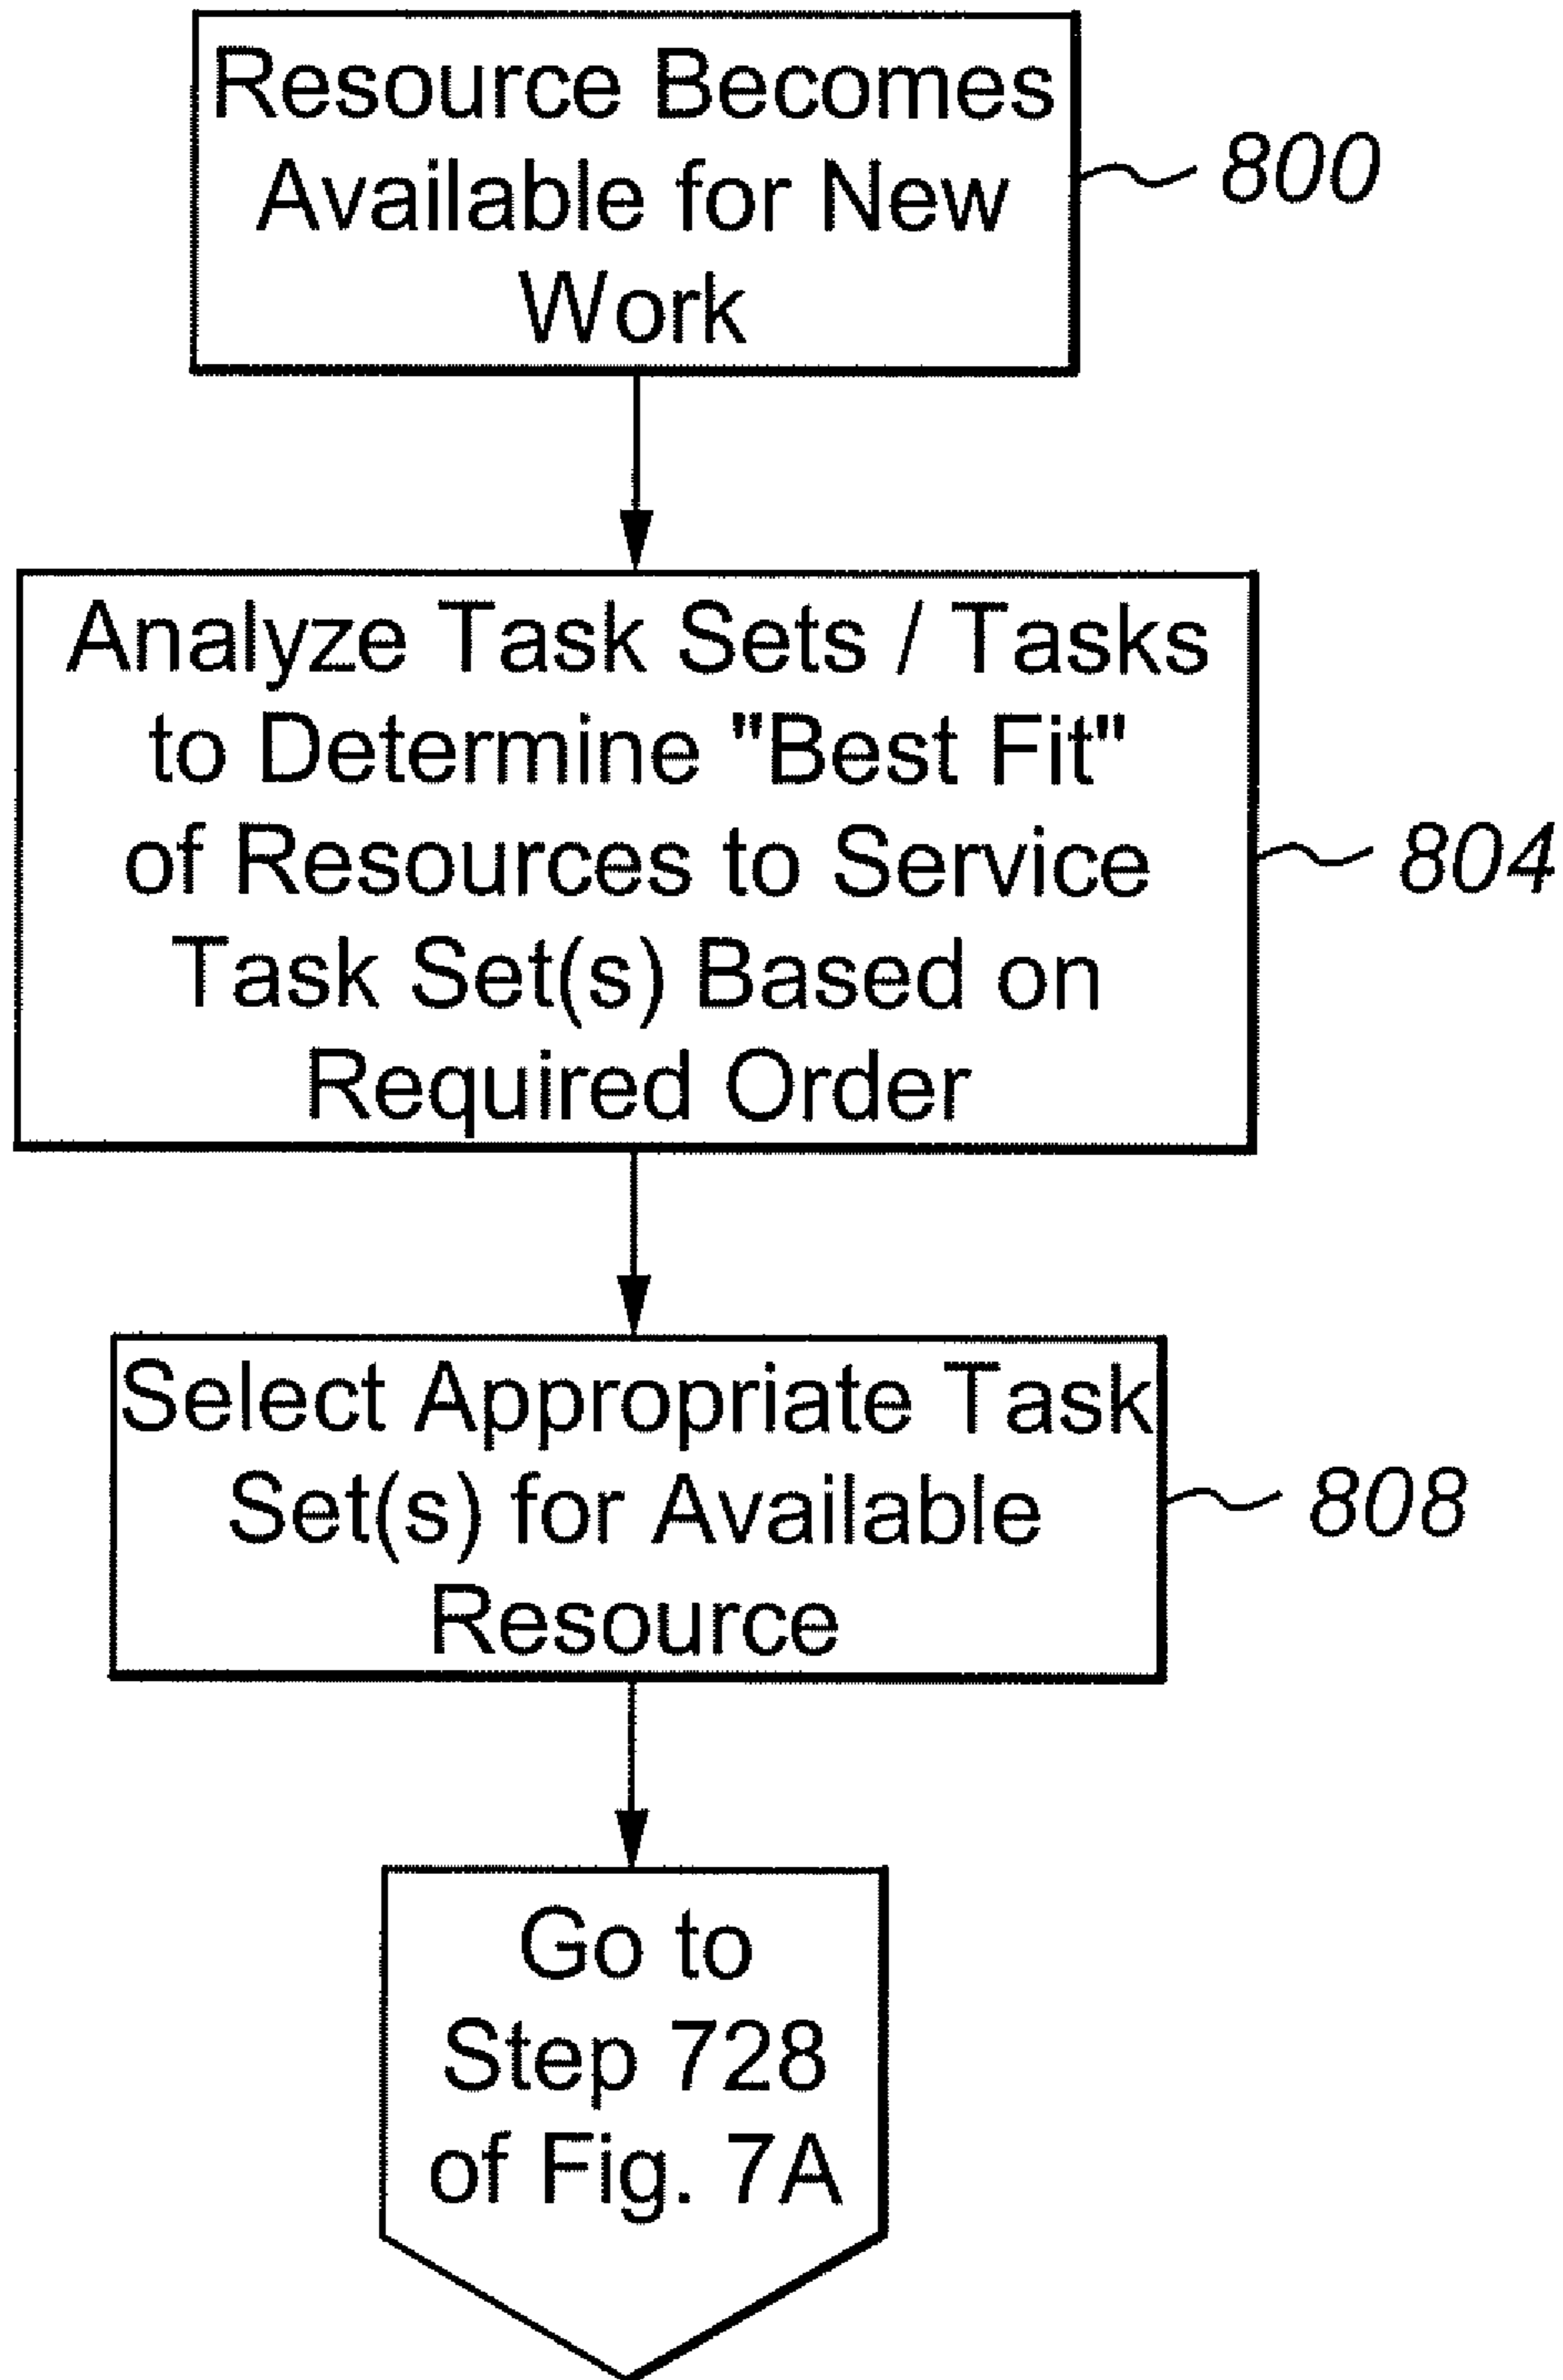 Resource Becomes
Available for New
Work
800
Analyze Task Sets / Tasks
to Determine "Best Fit"
of Resources to Service
Task Set(s) Based on
Required Order
804
Select Appropriate Task
Set(s) for Available
Resource
808
Go to
Step 728
of Fig. 7A